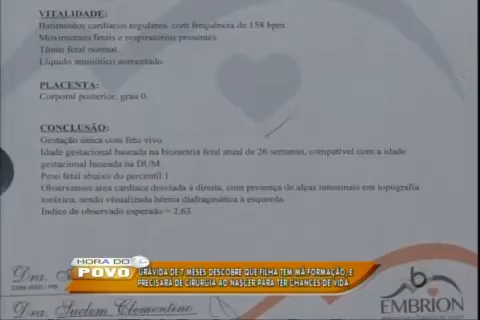 VITALIDADE:
Batimentos cardíacos regulares, com frequência de 158 bpm.
Movimentos fetais e respiratórios presentes.
Tônus fetal normal.
Líquido amniótico aumentado.
PLACENTA:
Corporal posterior, grau 0.
CONCLUSÃO:
Gestação única com feto vivo.
Idade gestacional baseada na biometria fetal atual de 26 semanas, compatível com a idade
gestacional baseada na DUM.
Peso fetal abaixo do percentil 1
Observamos área cardíaca desviada à direita, com presença de alças intestinais em topografia
torácica, sendo visualizada hérnia diafragmática à esquerda.
Indice de observado esperado = 2.63.
HORA DO
POVO
GRÁVIDA DE 7 MESES DESCOBRE QUE FILHA TEM MÁ FORMAÇÃO, E
PRECISARÁ DE CIRURGIA AO NASCER PARA TER CHANCES DE VIDA
Dra.
Dra. Suelem Clementino
EMBRION